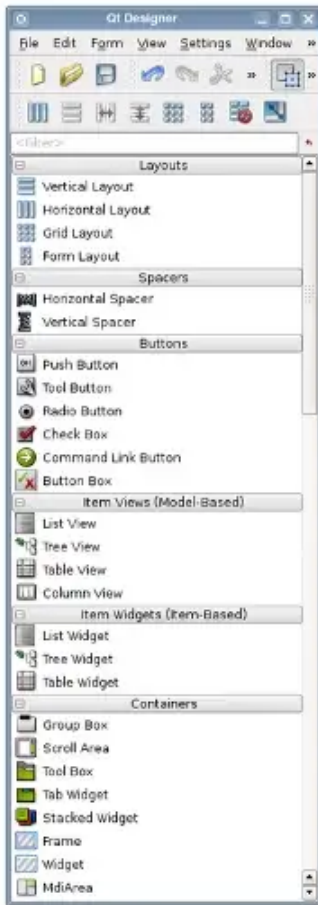 Qt Designer
File Edit Form View Settings Window »
<filter>
Layouts
Vertical Layout
Horizontal Layout
Grid Layout
Form Layout
Spacers
Horizontal Spacer
Vertical Spacer
Buttons
Push Button
Tool Button
Radio Button
Check Box
Command Link Button
Button Box
Item Views (Model-Based)
List View
Tree View
Table View
Column View
Item Widgets (Item-Based)
List Widget
Tree Widget
Table Widget
Containers
Group Box
Scroll Area
Tool Box
Tab Widget
Stacked Widget
Frame
Widget
MdiArea